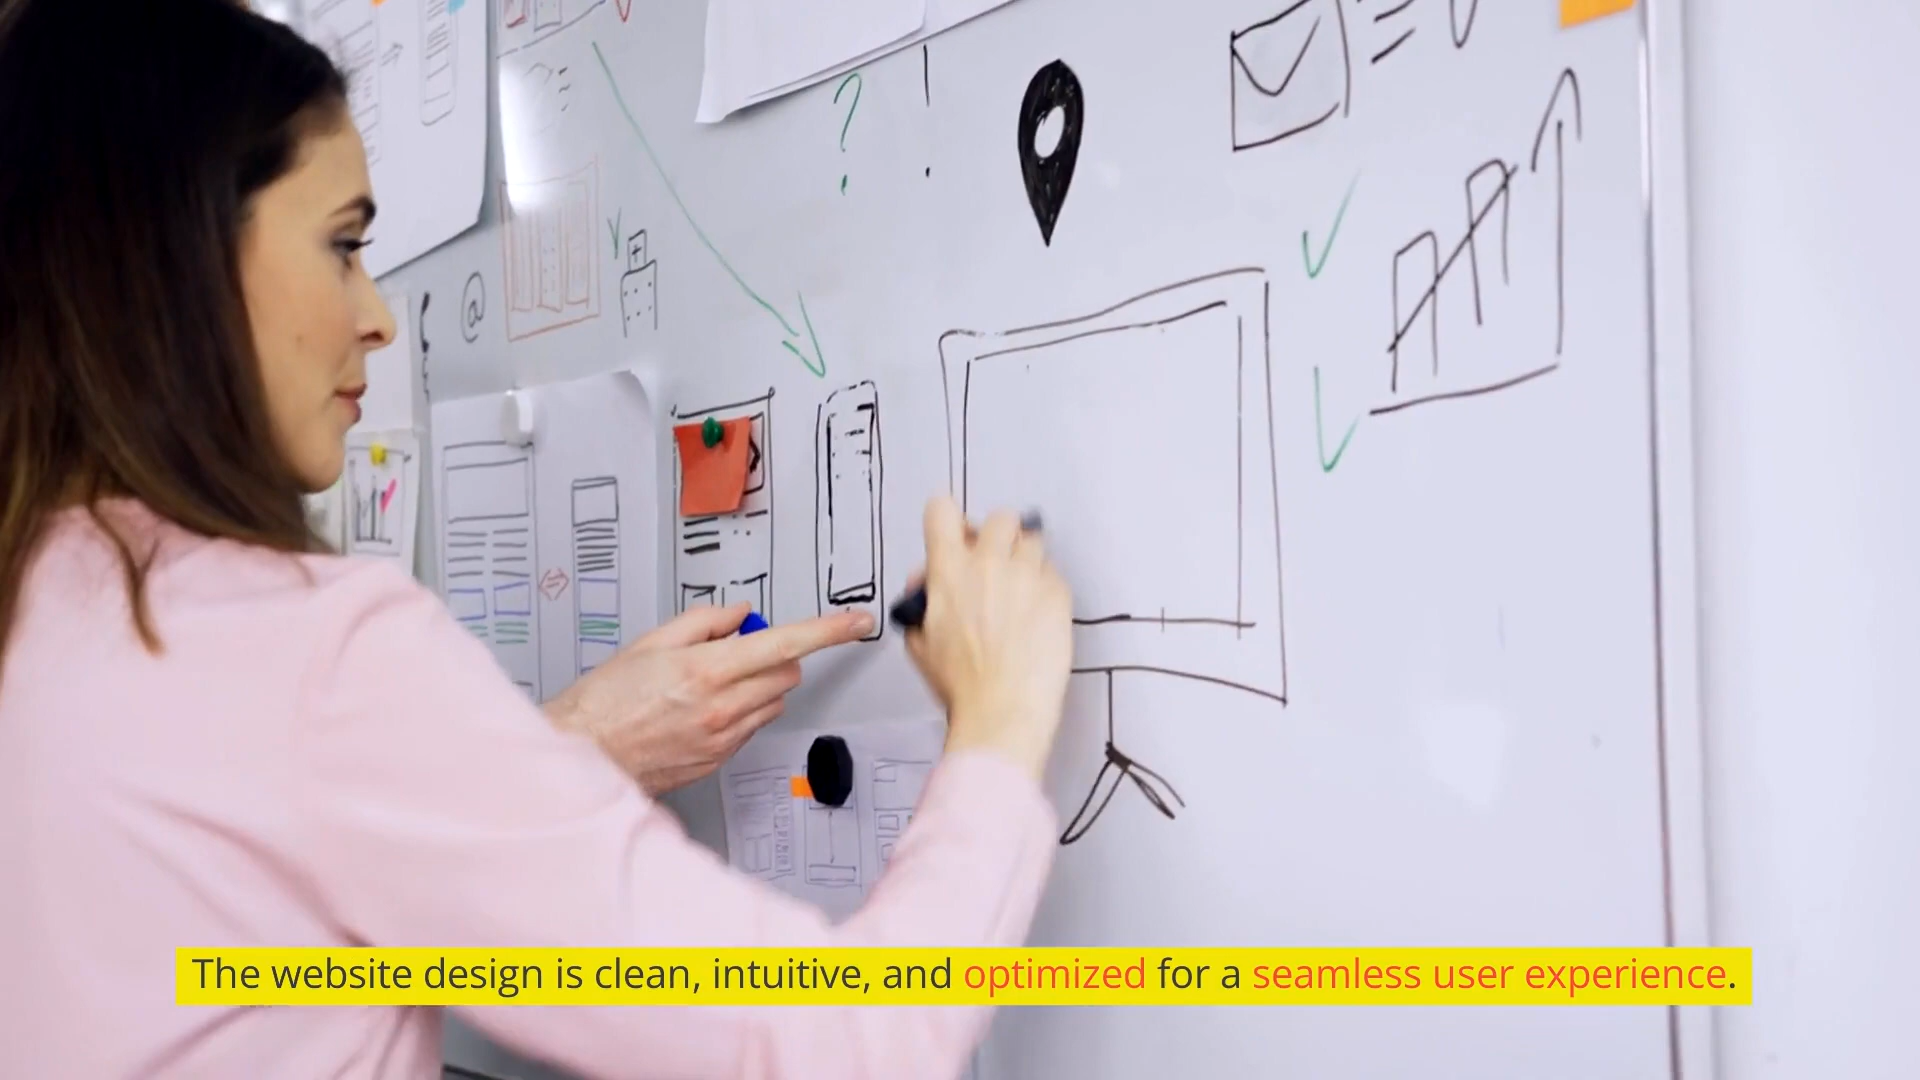 ? !
@
The website design is clean, intuitive, and optimized for a seamless user experience.